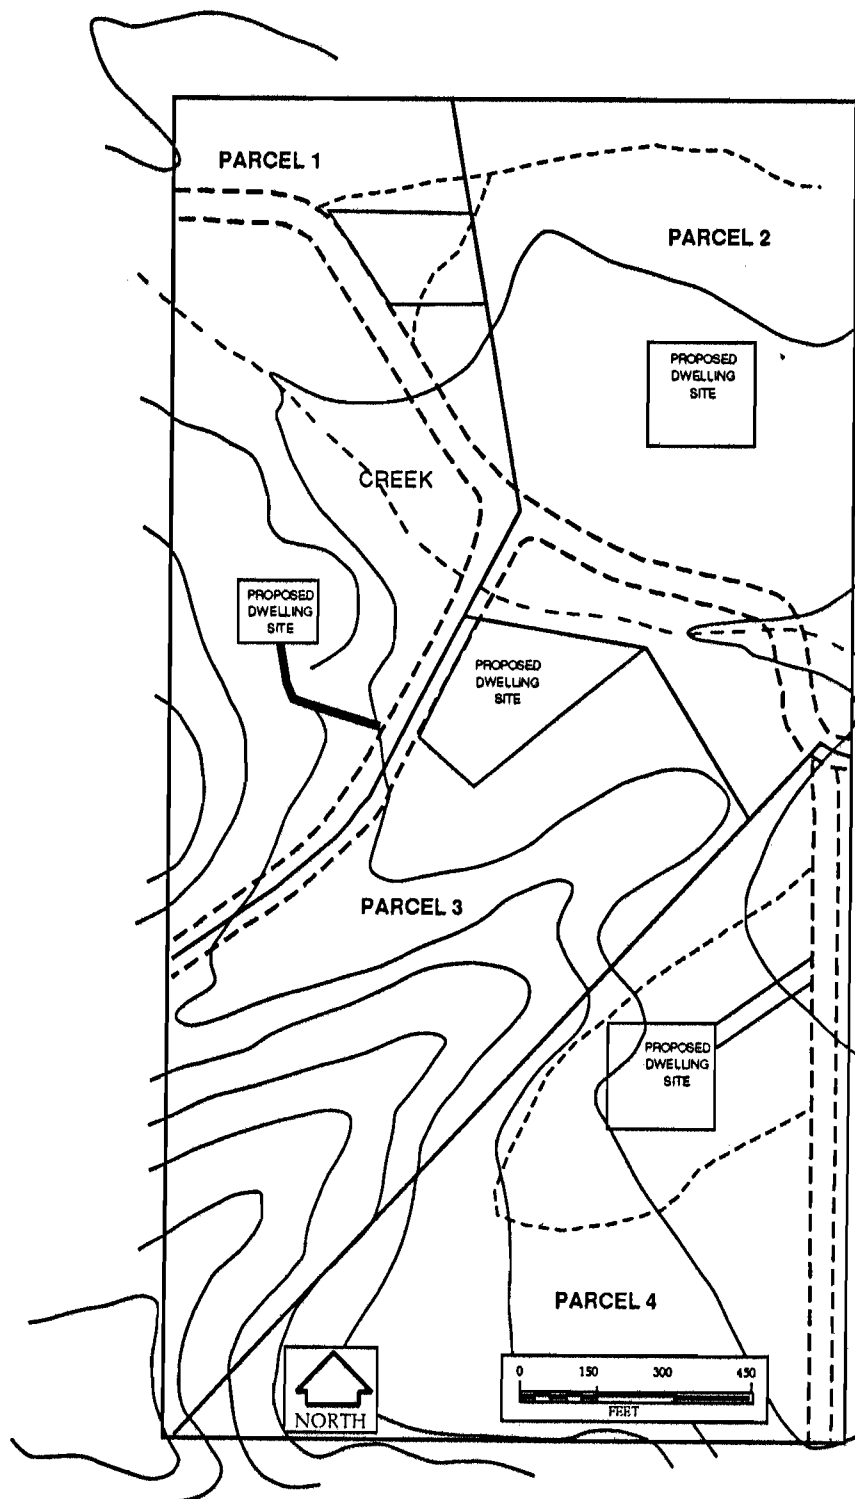 PARCEL 1
PARCEL 2
PROPOSED
DWELLING
SITE
CREEK
PROPOSED
DWELLING
SITE
PROPOSED
DWELLING
SITE
PARCEL 3
PROPOSED
DWELLING
SITE
PARCEL 4
0 150 300 450
FEET
NORTH